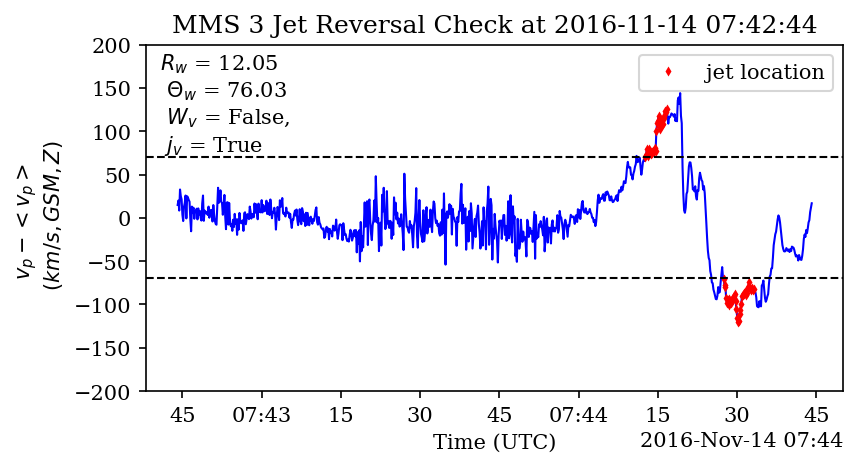 MMS 3 Jet Reversal Check at 2016-11-14 07:42:44
R_w = 12.05
Θ_w = 76.03
W_v = False,
j_v = True
jet location
v_p − < v_p >
(km/s, GSM, Z)
200
150
100
50
0
−50
−100
−150
−200
45 07:43 15 30 45 07:44 15 30 45
Time (UTC)
2016-Nov-14 07:44